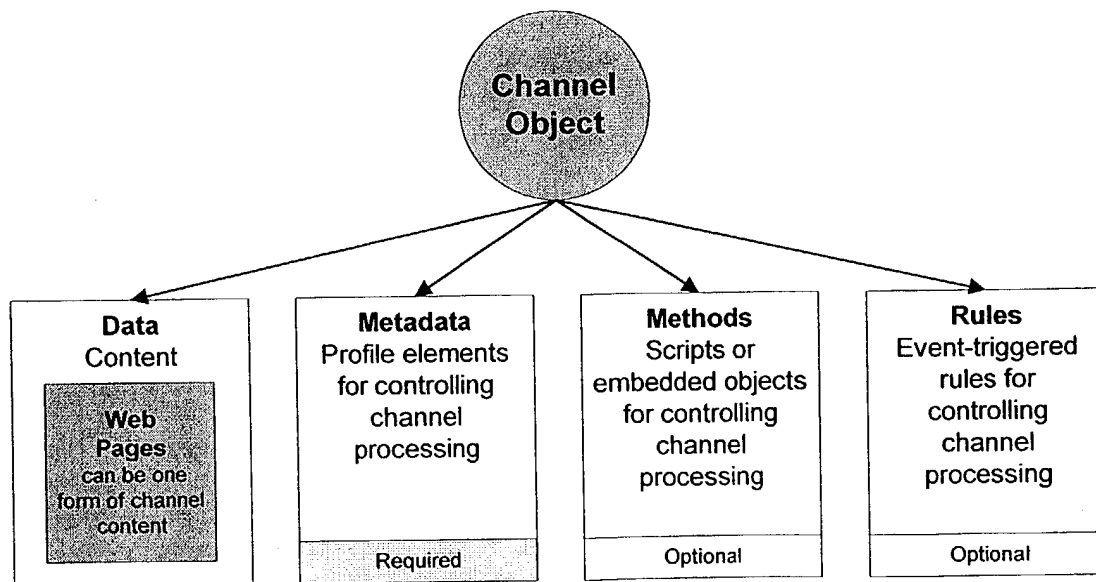 Channel
Object
Data
Content
Web
Pages
can be one
form of channel
content
Metadata
Profile elements
for controlling
channel
processing
Required
Methods
Scripts or
embedded objects
for controlling
channel
processing
Optional
Rules
Event-triggered
rules for
controlling
channel
processing
Optional